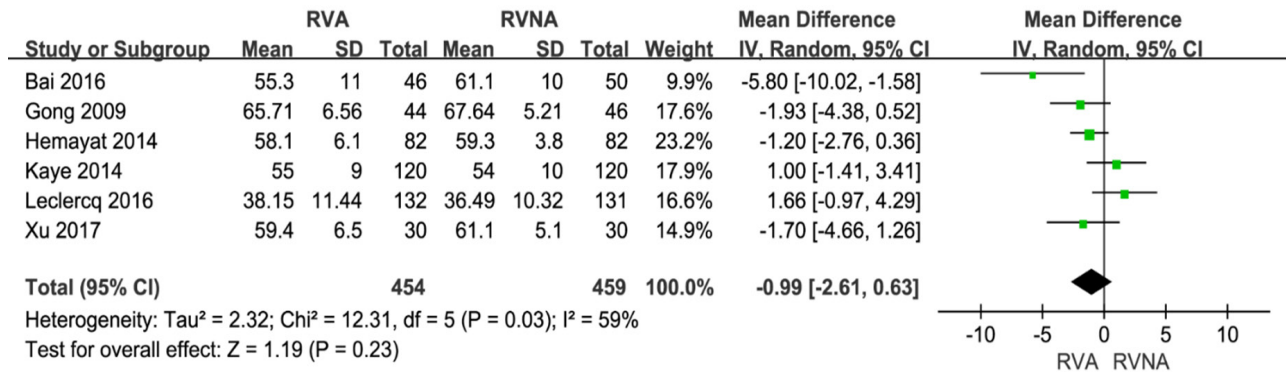 RVA RVNA Mean Difference Mean Difference
Study or Subgroup Mean SD Total Mean SD Total Weight IV, Random, 95% CI IV, Random, 95% CI
Bai 2016 55.3 11 46 61.1 10 50 9.9% -5.80 [-10.02, -1.58]
Gong 2009 65.71 6.56 44 67.64 5.21 46 17.6% -1.93 [-4.38, 0.52]
Hemayat 2014 58.1 6.1 82 59.3 3.8 82 23.2% -1.20 [-2.76, 0.36]
Kaye 2014 55 9 120 54 10 120 17.9% 1.00 [-1.41, 3.41]
Leclercq 2016 38.15 11.44 132 36.49 10.32 131 16.6% 1.66 [-0.97, 4.29]
Xu 2017 59.4 6.5 30 61.1 5.1 30 14.9% -1.70 [-4.66, 1.26]
Total (95% CI) 454 459 100.0% -0.99 [-2.61, 0.63]
Heterogeneity: Tau² = 2.32; Chi² = 12.31, df = 5 (P = 0.03); I² = 59%
Test for overall effect: Z = 1.19 (P = 0.23)
-10 -5 0 5 10
RVA RVNA